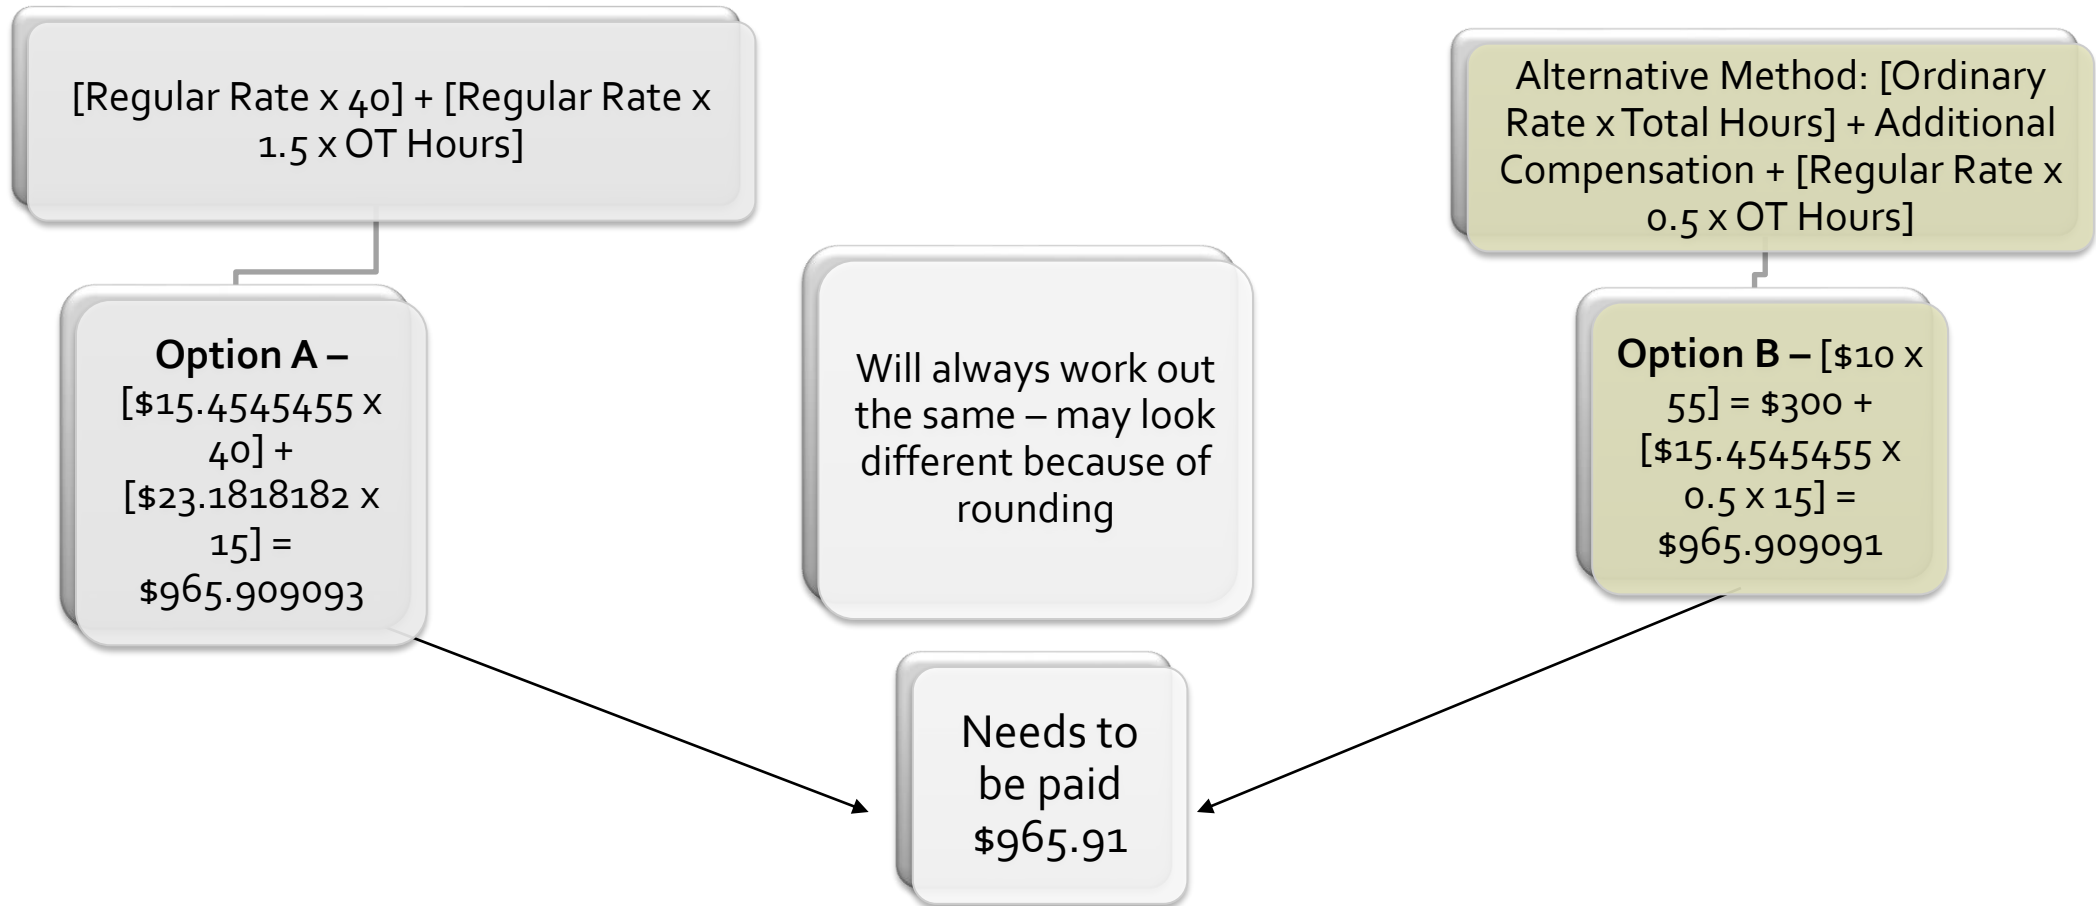 [Regular Rate x 40] + [Regular Rate x
1.5 x OT Hours]
Option A –
[$15.4545455 x
40] +
[$23.1818182 x
15] =
$965.909093
Will always work out
the same – may look
different because of
rounding
Needs to
be paid
$965.91
Alternative Method: [Ordinary
Rate x Total Hours] + Additional
Compensation + [Regular Rate x
0.5 x OT Hours]
Option B – [$10 x
55] = $300 +
[$15.4545455 x
0.5 x 15] =
$965.909091